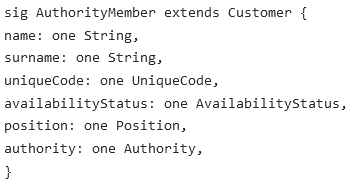 sig AuthorityMember extends Customer {
name: one String,
surname: one String,
uniqueCode: one UniqueCode,
availabilityStatus: one AvailabilityStatus,
position: one Position,
authority: one Authority,
}